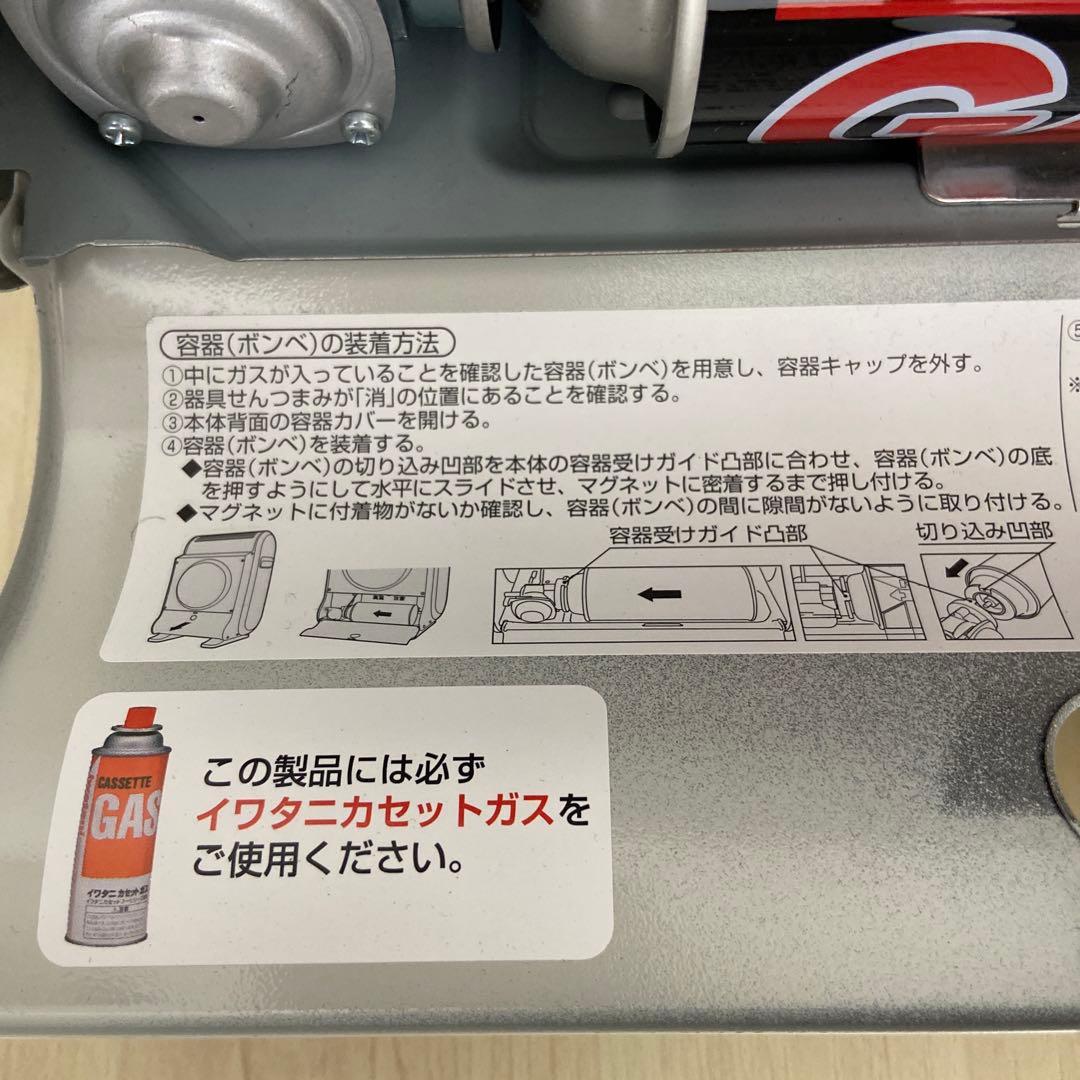 容器(ボンベ)の装着方法
①中にガスが入っていることを確認した容器(ボンベ)を用意し、容器キャップを外す。
②器具せんつまみが「消」の位置にあることを確認する。
③本体背面の容器カバーを開ける。
④容器(ボンベ)を装着する。
◆容器(ボンベ)の切り込み凹部を本体の容器受けガイド凸部に合わせ、容器(ボンベ)の底
を押すようにして水平にスライドさせ、マグネットに密着するまで押し付ける。
◆マグネットに付着物がないか確認し、容器(ボンベ)の間に隙間がないように取り付ける。
容器受けガイド凸部
切り込み凹部
⑤
※
この製品には必ず
イワタニカセットガスを
ご使用ください。
CASSETTE
GAS
イワタニカセットガス